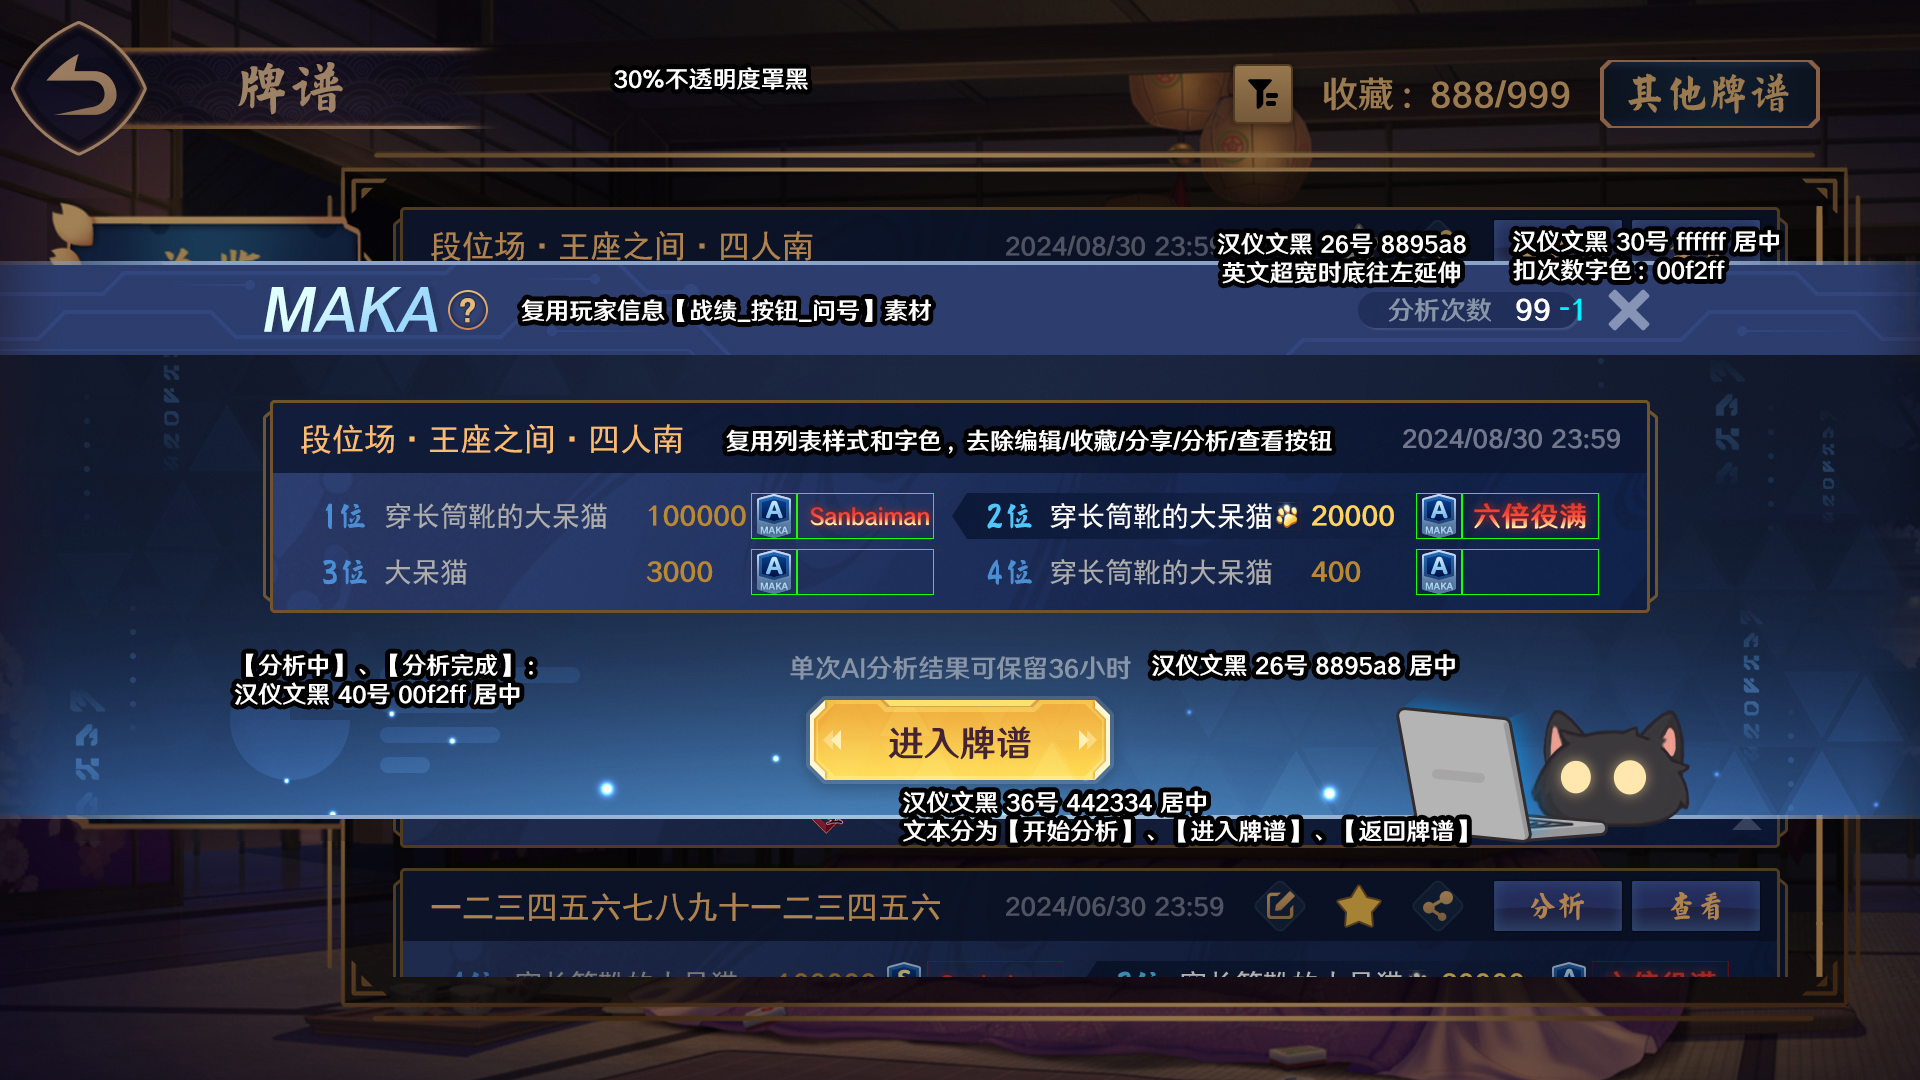 牌谱
30%不透明度罩黑
收藏：888/999
其他牌谱
段位场·王座之间·四人南
2024/08/30 23:59
汉仪文黑 26号 8895a8
英文超宽时底往左延伸
汉仪文黑 30号 ffffff 居中
扣次数字色：00f2ff
MAKA
?
复用玩家信息【战绩_按钮_问号】素材
分析次数 99 -1
段位场·王座之间·四人南
复用列表样式和字色，去除编辑/收藏/分享/分析/查看按钮
2024/08/30 23:59
1位 穿长筒靴的大呆猫 100000 A MAKA Sanbaiman
2位 穿长筒靴的大呆猫 20000 A MAKA 六倍役满
3位 大呆猫 3000 A MAKA
4位 穿长筒靴的大呆猫 400 A MAKA
【分析中】、【分析完成】：
汉仪文黑 40号 00f2ff 居中
单次AI分析结果可保留36小时
汉仪文黑 26号 8895a8 居中
进入牌谱
汉仪文黑 36号 442334 居中
文本分为【开始分析】、【进入牌谱】、【返回牌谱】
一二三四五六七八九十一二三四五六
2024/06/30 23:59
分析
查看